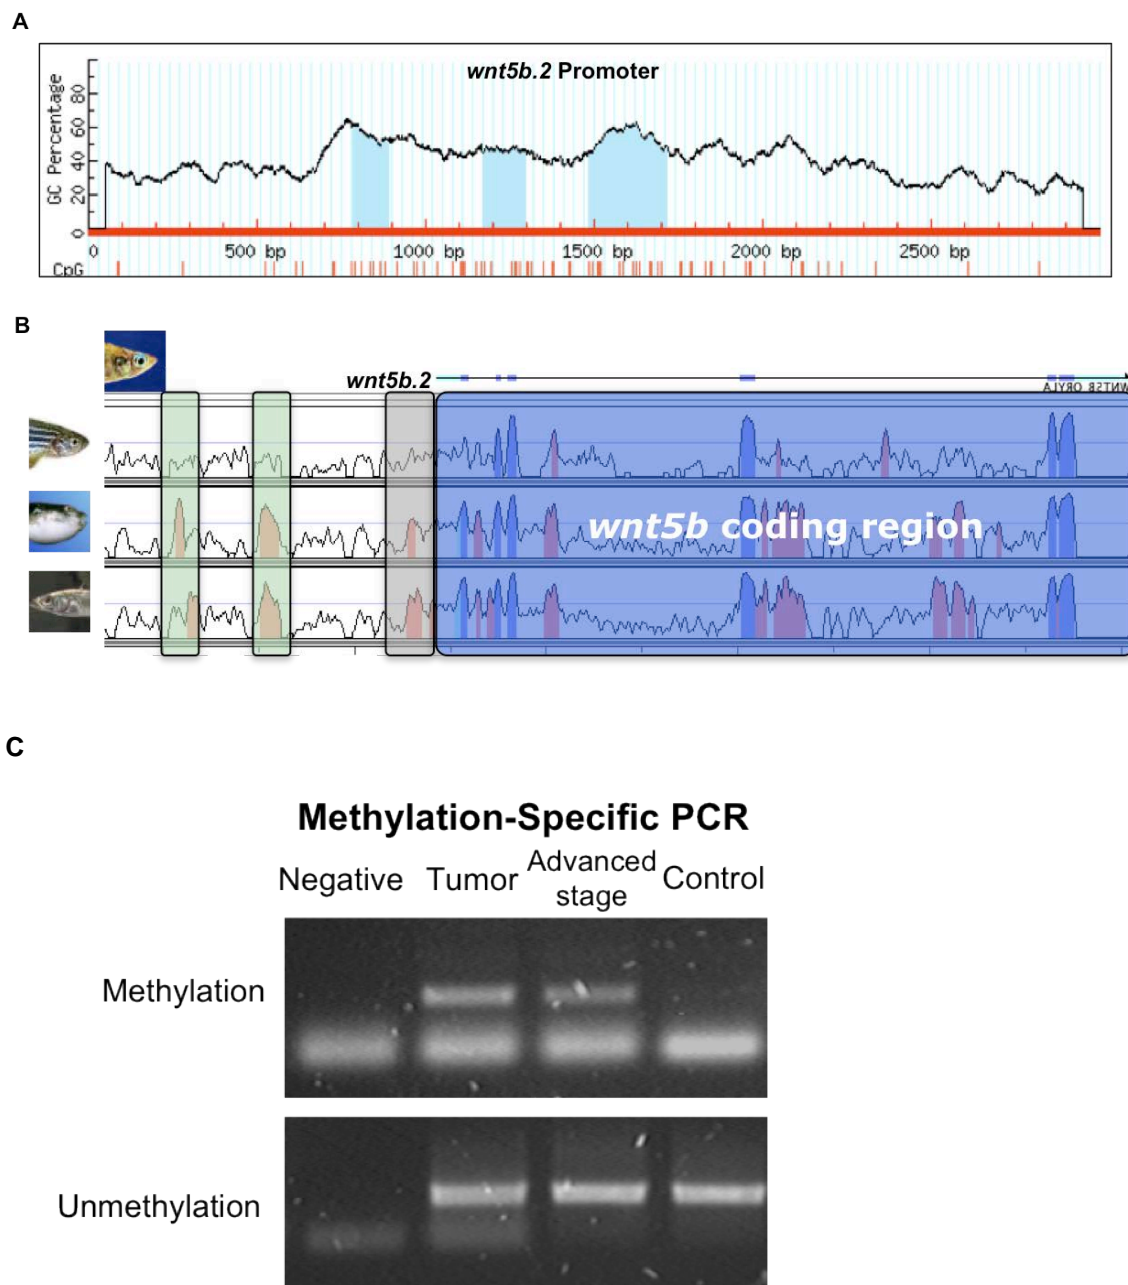 A
wnt5b.2 Promoter
GC Percentage
80
60
40
20
0
0 500 bp 1000 bp 1500 bp 2000 bp 2500 bp
CpG
B
wnt5b.2
WNT5B_ORYLA
wnt5b coding region
C
Methylation-Specific PCR
Negative Tumor Advanced stage Control
Methylation
Unmethylation